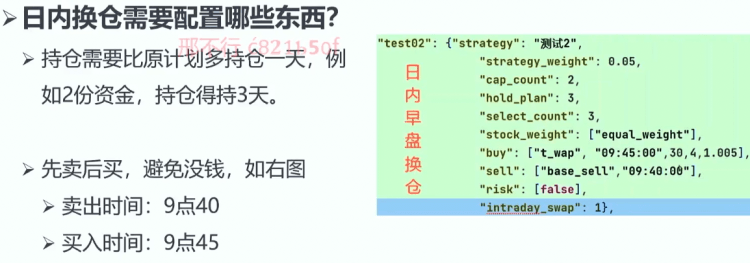 > 日内换仓需要配置哪些东西?
邢不行 c821b5of
> 持仓需要比原计划多持仓一天，例
如2份资金，持仓得持3天。
> 先卖后买，避免没钱，如右图
> 卖出时间：9点40
> 买入时间：9点45
日内早盘换仓
"test02": {"strategy": "测试2",
"strategy_weight": 0.05,
"cap_count": 2,
"hold_plan": 3,
"select_count": 3,
"stock_weight": ["equal_weight"],
"buy": ["t_wap", "09:45:00",30,4,1.005],
"sell": ["base_sell","09:40:00"],
"risk": [false],
"intraday_swap": 1},